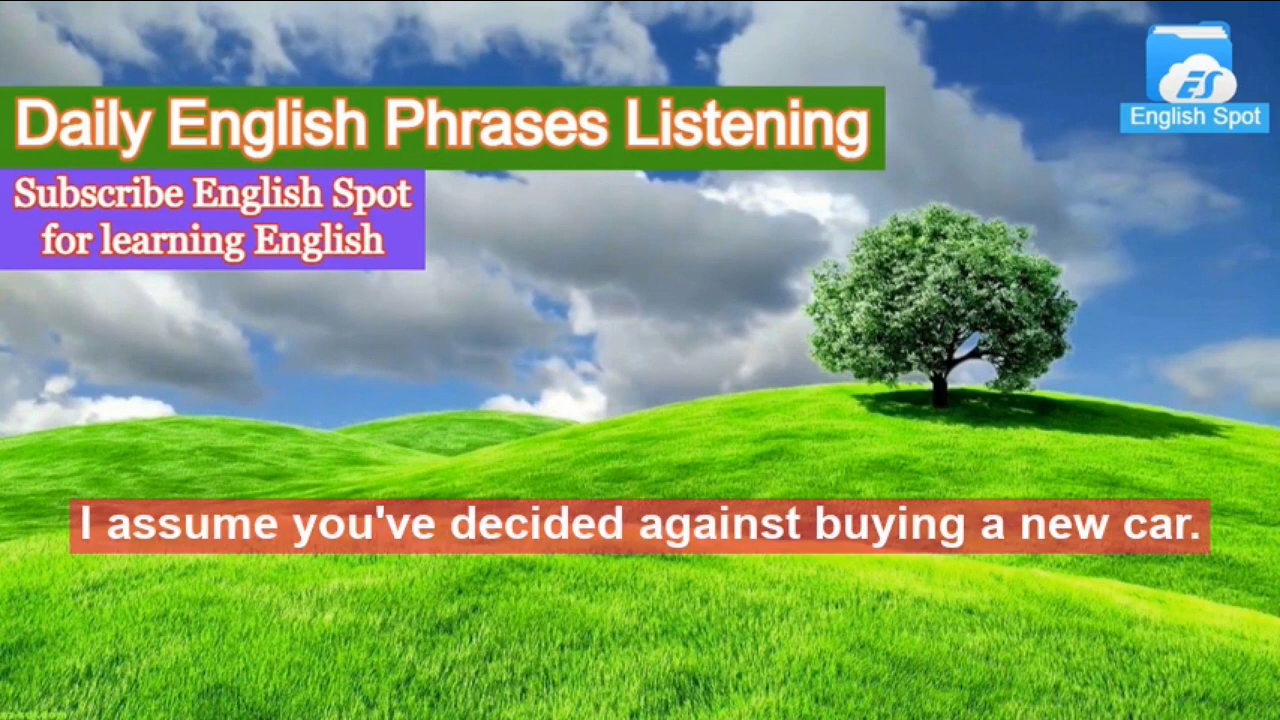 Daily English Phrases Listening
Subscribe English Spot
for learning English
ES
English Spot
I assume you've decided against buying a new car.